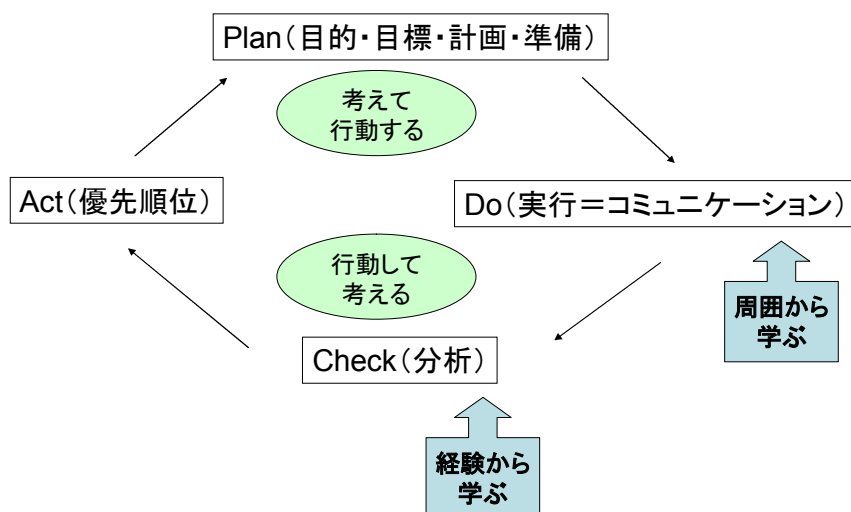 Plan(目的・目標・計画・準備)
考えて
行動する
Act(優先順位)
Do(実行=コミュニケーション)
行動して
考える
周囲から
学ぶ
Check(分析)
経験から
学ぶ